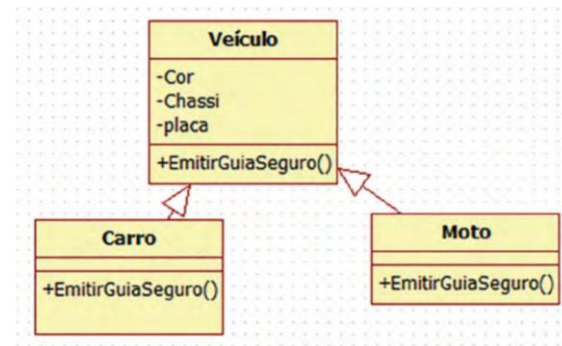 Veículo
-Cor
-Chassi
-placa
+EmitirGuiaSeguro()
Carro
+EmitirGuiaSeguro()
Moto
+EmitirGuiaSeguro()